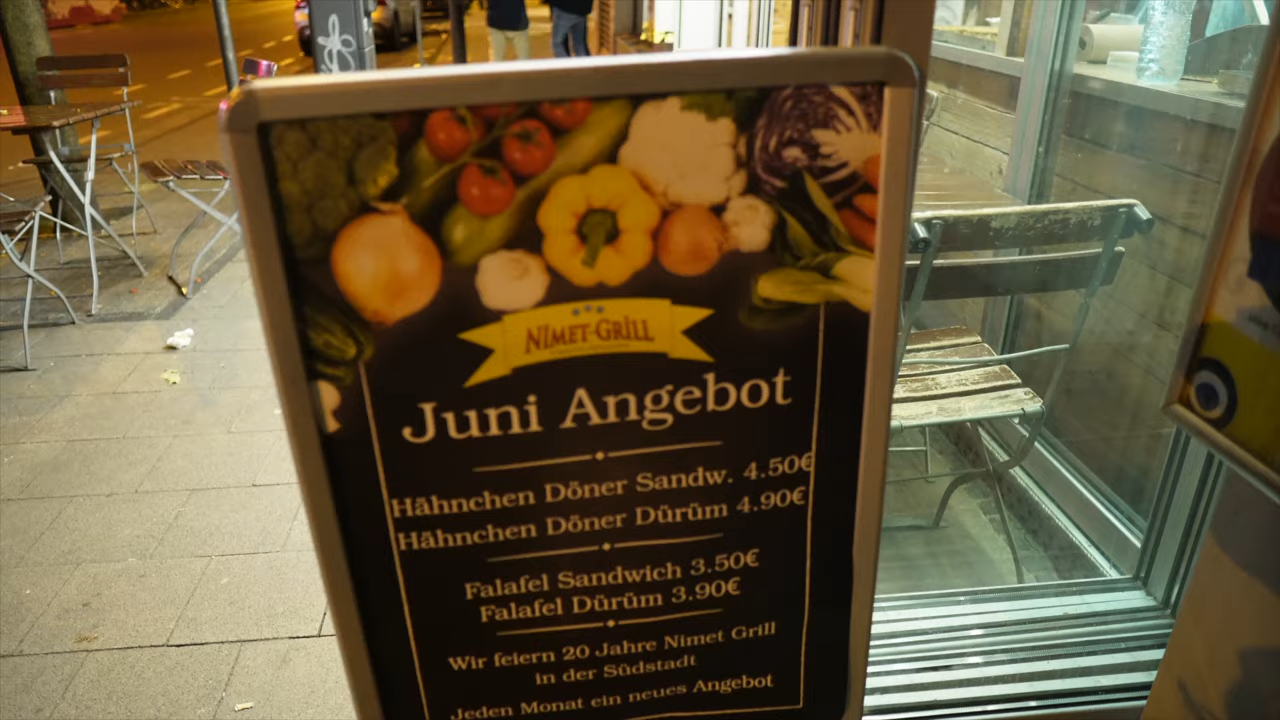 Nimet-Grill
Juni Angebot
Hähnchen Döner Sandw. 4.50€
Hähnchen Döner Dürüm 4.90€
Falafel Sandwich 3.50€
Falafel Dürüm 3.90€
Wir feiern 20 Jahre Nimet Grill
in der Südstadt
Jeden Monat ein neues Angebot